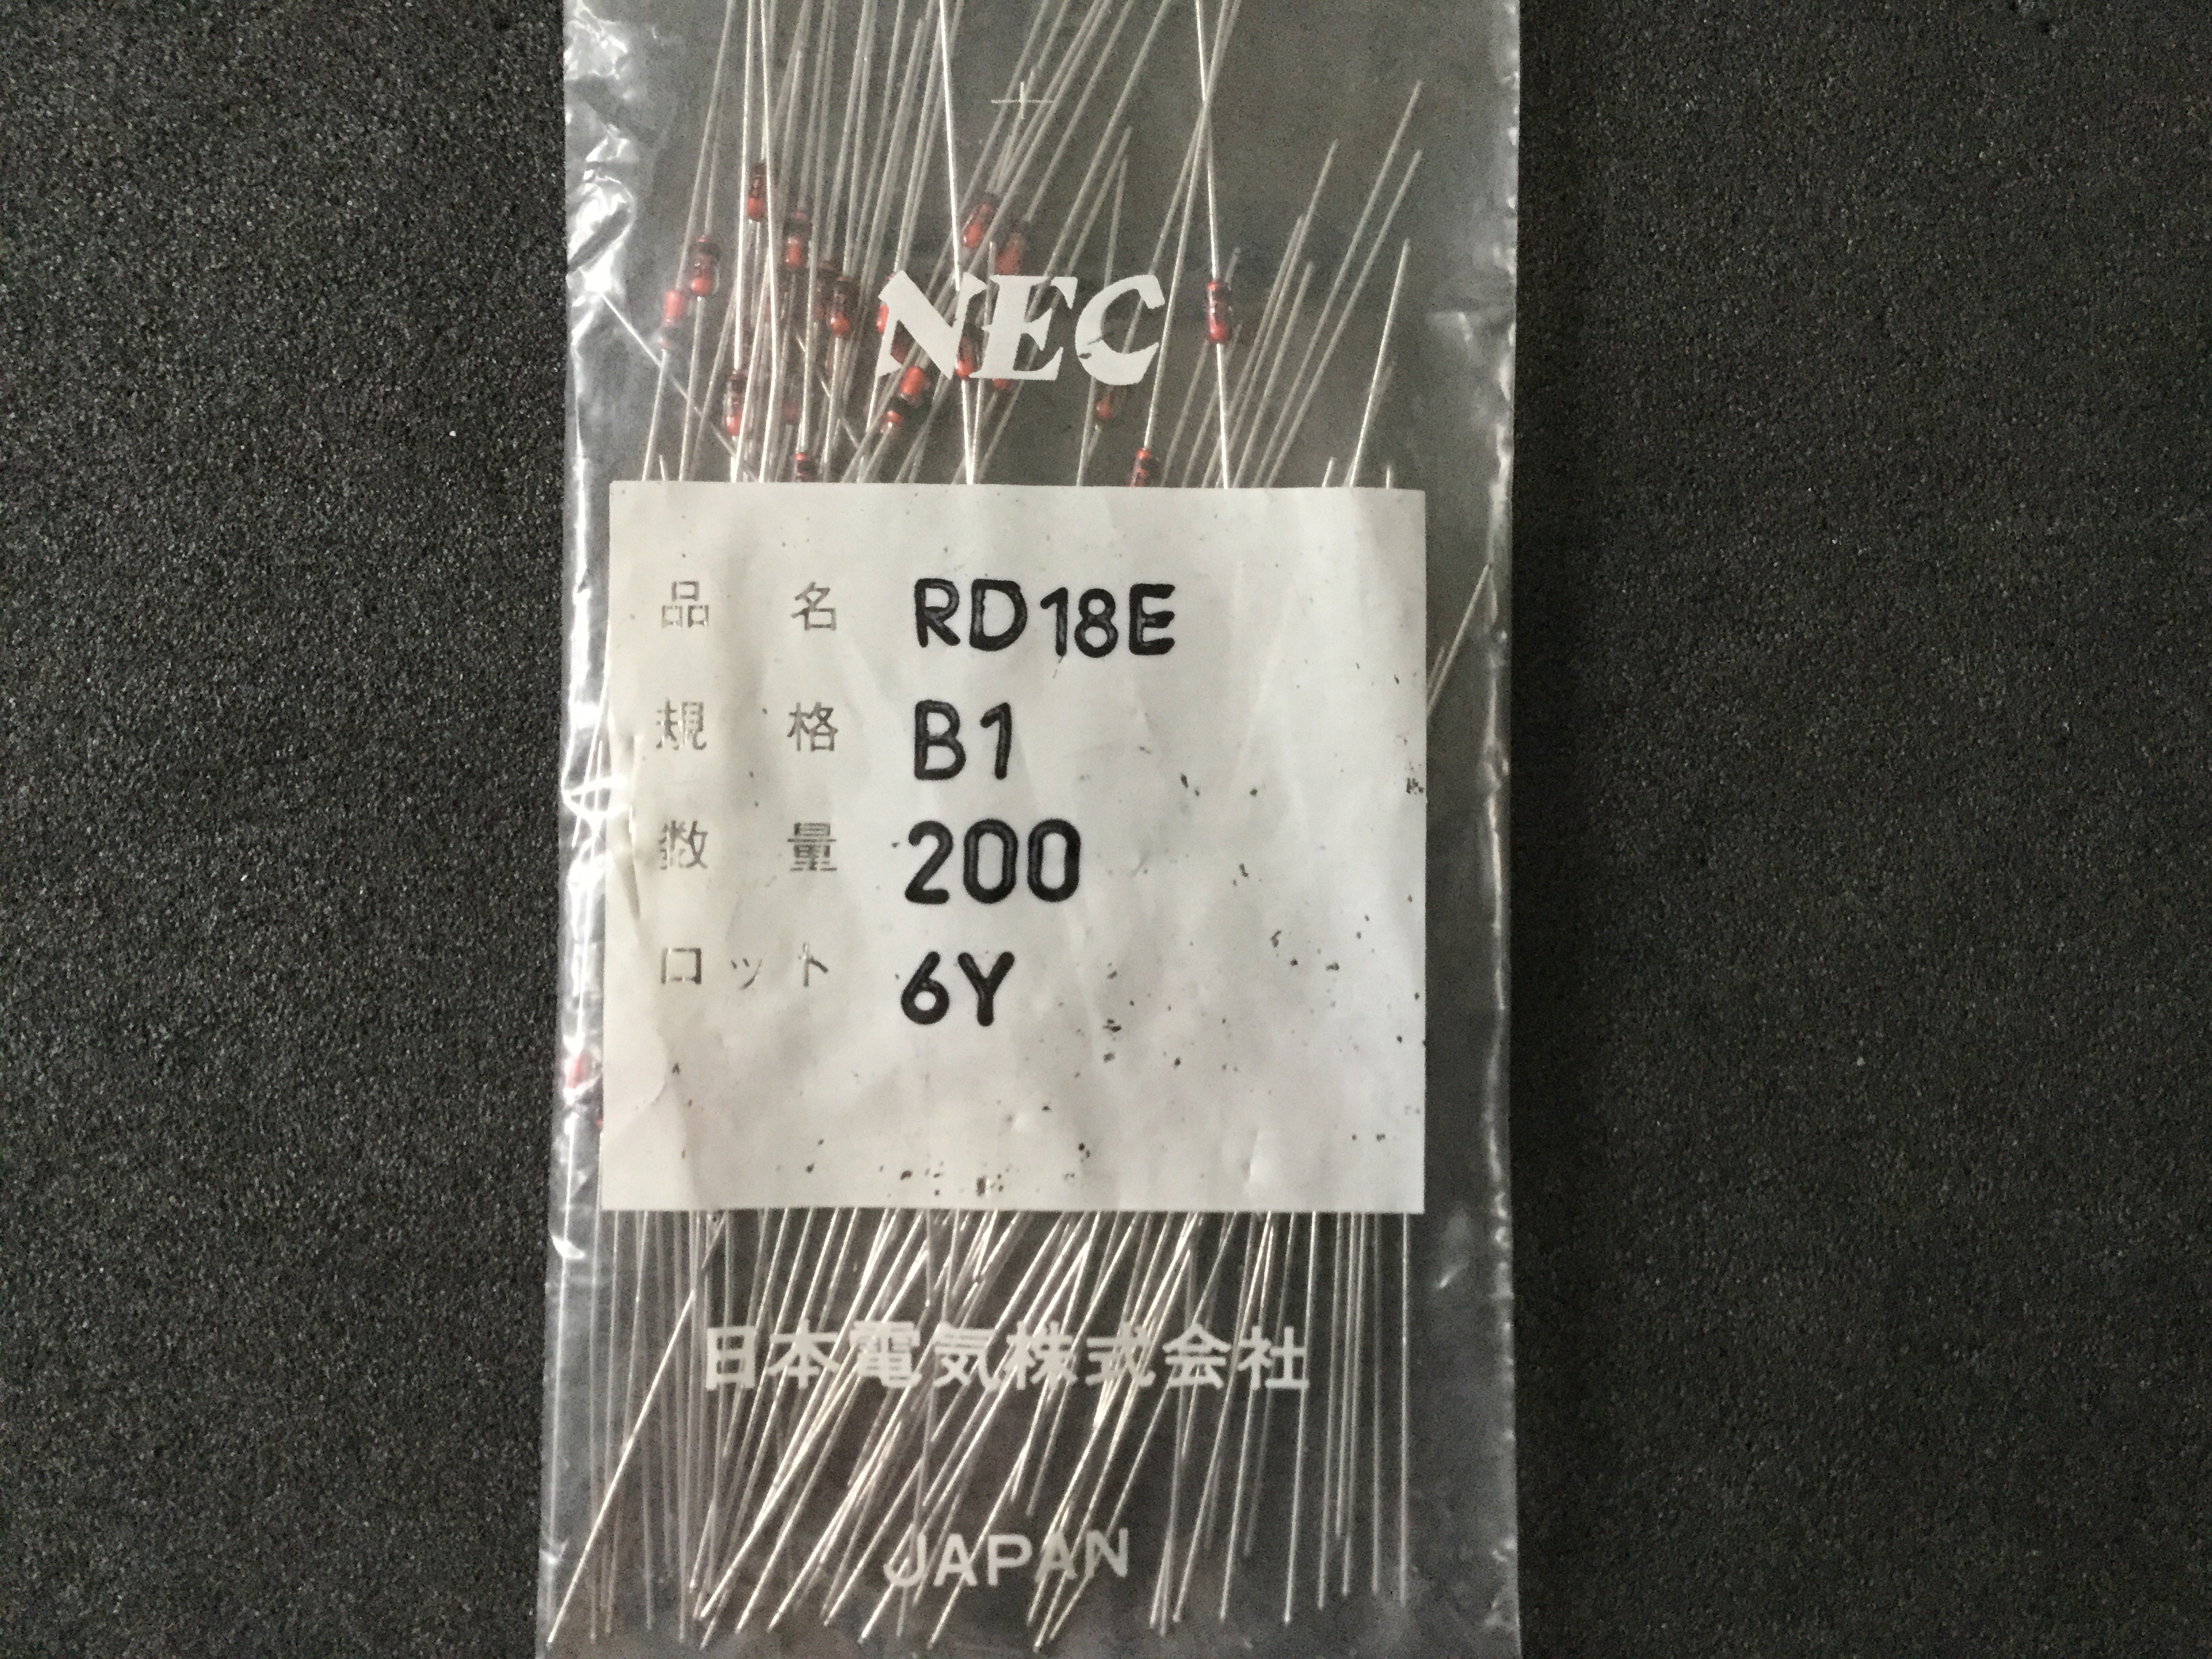 NEC
品名 RD18E
規格 B1
数量 200
ロット 6Y
日本電気株式会社
JAPAN